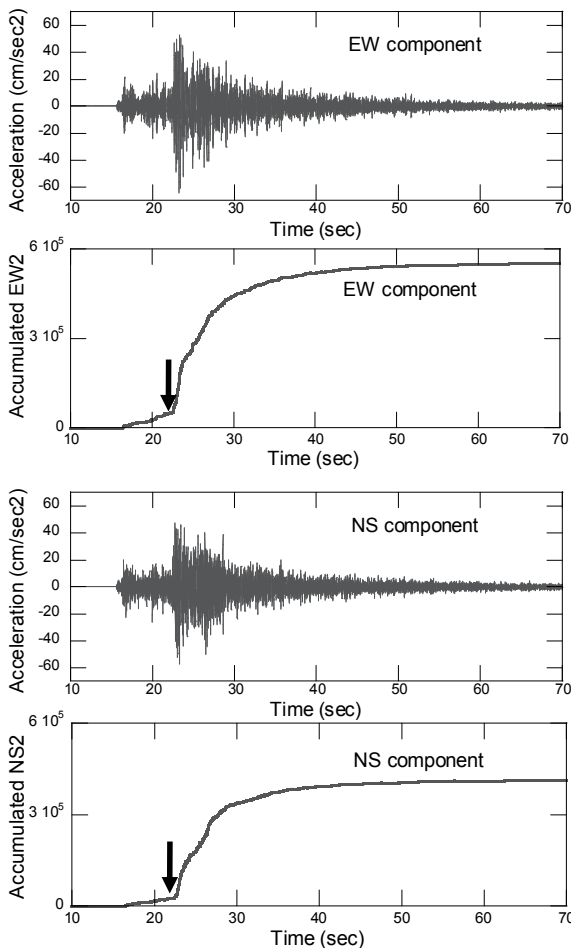 Acceleration (cm/sec2)
60
40
20
0
-20
-40
-60
EW component
10 20 30 40 50 60 70
Time (sec)
Accumulated EW2
6 10⁵
3 10⁵
0
EW component
10 20 30 40 50 60 70
Time (sec)
Acceleration (cm/sec2)
60
40
20
0
-20
-40
-60
NS component
10 20 30 40 50 60 70
Time (sec)
Accumulated NS2
6 10⁵
3 10⁵
0
NS component
10 20 30 40 50 60 70
Time (sec)